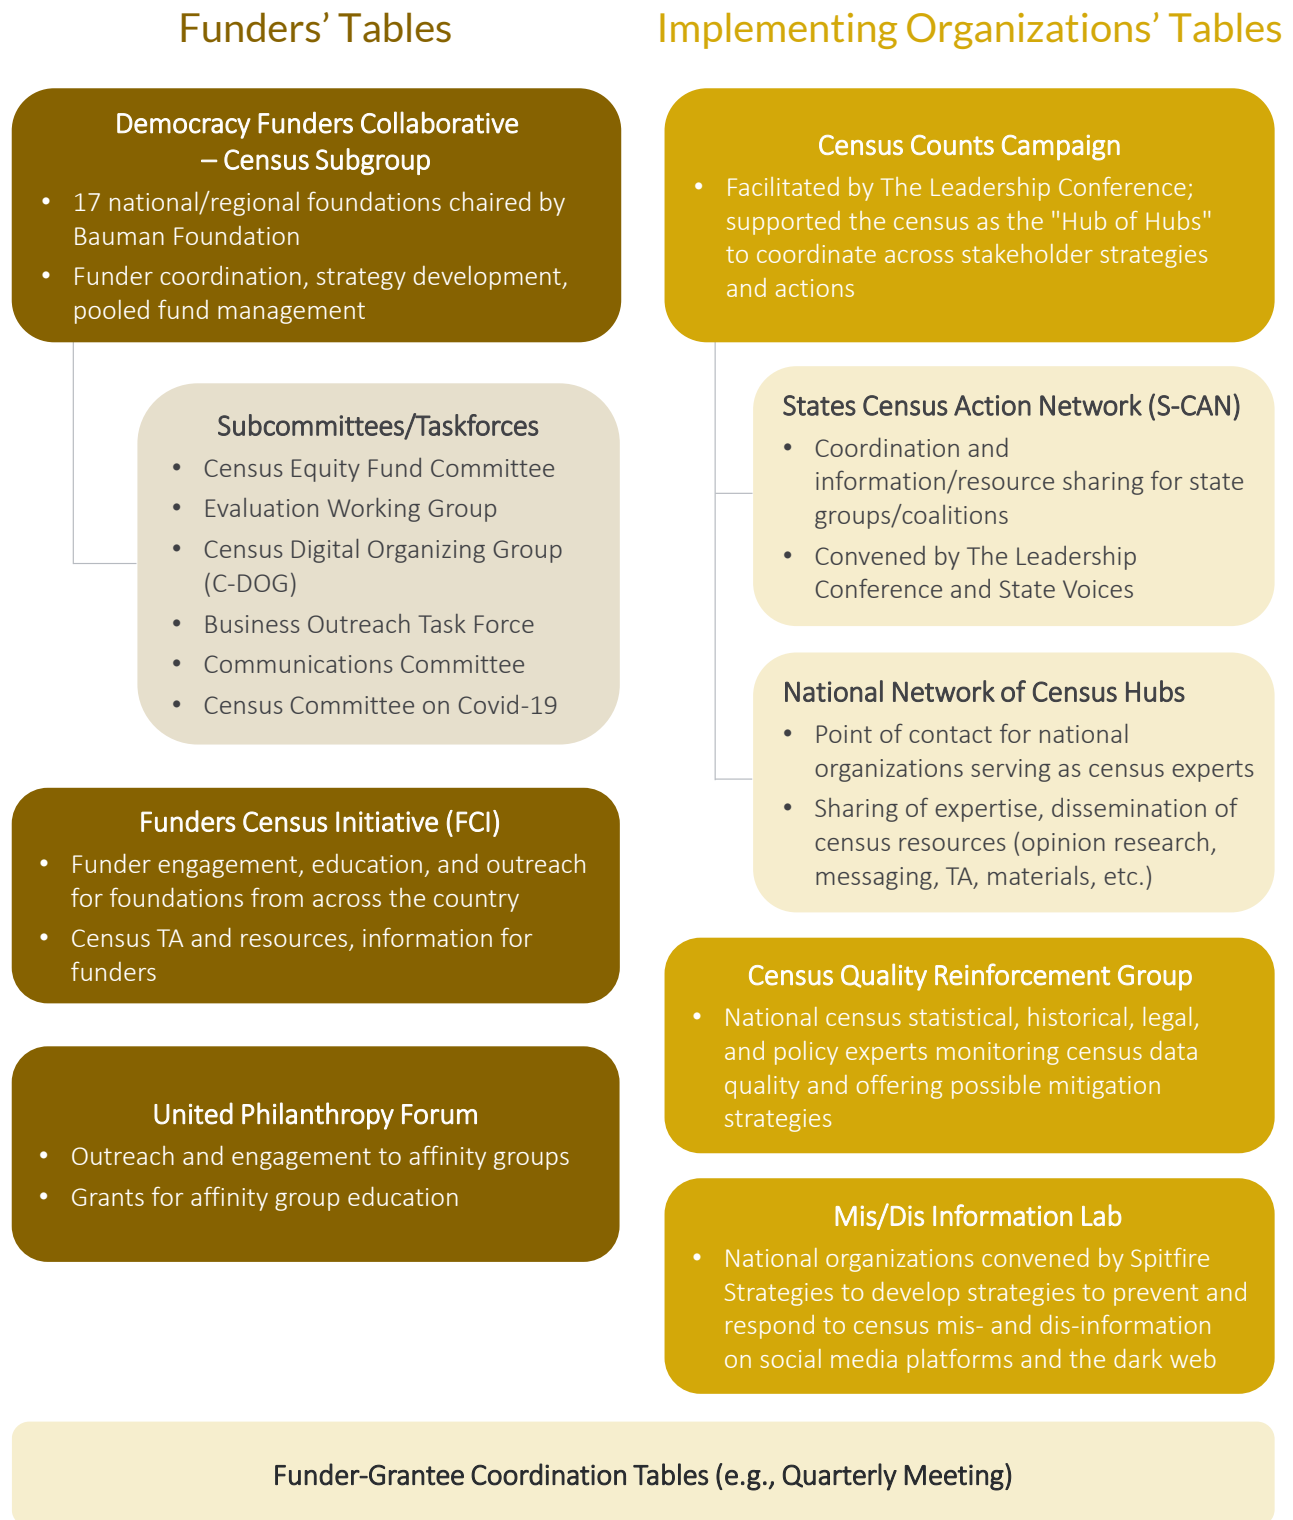 Funders’ Tables
Democracy Funders Collaborative
– Census Subgroup
• 17 national/regional foundations chaired by
Bauman Foundation
• Funder coordination, strategy development,
pooled fund management
Subcommittees/Taskforces
• Census Equity Fund Committee
• Evaluation Working Group
• Census Digital Organizing Group
(C-DOG)
• Business Outreach Task Force
• Communications Committee
• Census Committee on Covid-19
Funders Census Initiative (FCI)
• Funder engagement, education, and outreach
for foundations from across the country
• Census TA and resources, information for
funders
United Philanthropy Forum
• Outreach and engagement to affinity groups
• Grants for affinity group education
Implementing Organizations’ Tables
Census Counts Campaign
• Facilitated by The Leadership Conference;
supported the census as the "Hub of Hubs"
to coordinate across stakeholder strategies
and actions
States Census Action Network (S-CAN)
• Coordination and
information/resource sharing for state
groups/coalitions
• Convened by The Leadership
Conference and State Voices
National Network of Census Hubs
• Point of contact for national
organizations serving as census experts
• Sharing of expertise, dissemination of
census resources (opinion research,
messaging, TA, materials, etc.)
Census Quality Reinforcement Group
• National census statistical, historical, legal,
and policy experts monitoring census data
quality and offering possible mitigation
strategies
Mis/Dis Information Lab
• National organizations convened by Spitfire
Strategies to develop strategies to prevent and
respond to census mis- and dis-information
on social media platforms and the dark web
Funder-Grantee Coordination Tables (e.g., Quarterly Meeting)